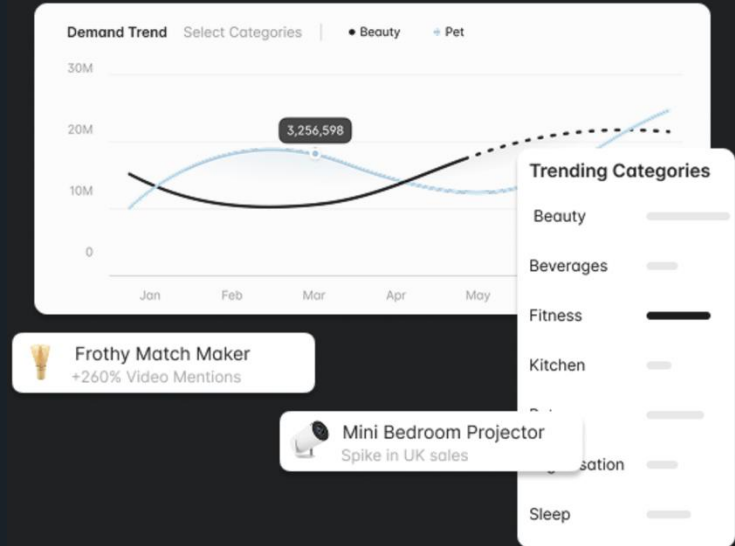 Demand Trend Select Categories Beauty Pet
30M
3,256,598
20M
10M
0
Jan Feb Mar Apr May
Trending Categories
Beauty
Beverages
Fitness
Kitchen
Sleep
Frothy Match Maker
+260% Video Mentions
Mini Bedroom Projector
Spike in UK sales